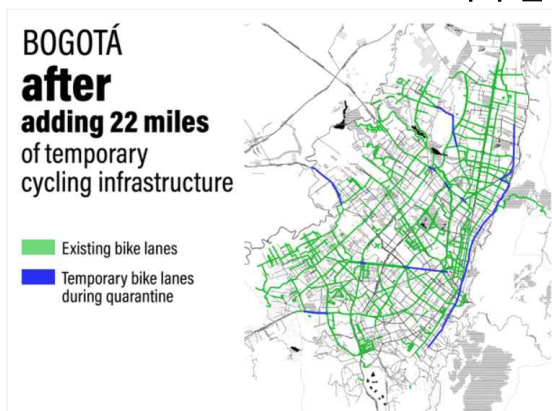 BOGOTÁ
after
adding 22 miles
of temporary
cycling infrastructure
Existing bike lanes
Temporary bike lanes
during quarantine